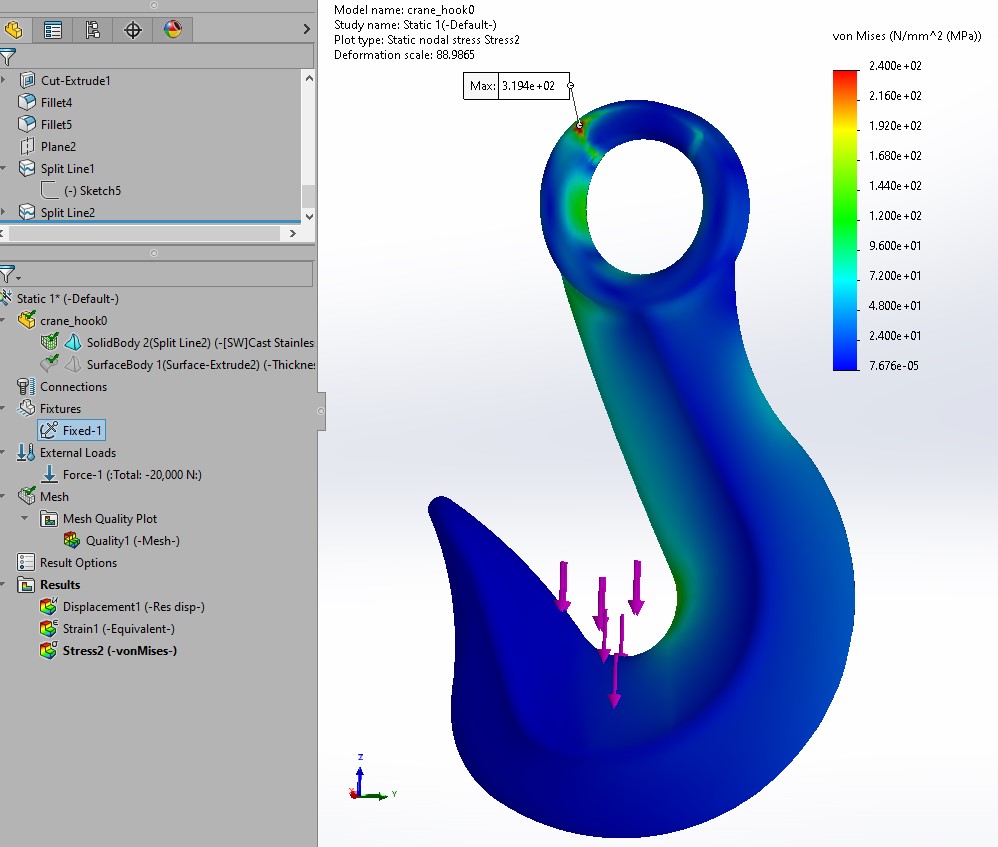 Model name: crane_hook0
Study name: Static 1(-Default-)
Plot type: Static nodal stress Stress2
Deformation scale: 88.9865
Cut-Extrude1
Fillet4
Fillet5
Plane2
Split Line1
(-) Sketch5
Split Line2
Static 1* (-Default-)
crane_hook0
SolidBody 2(Split Line2) (-[SW]Cast Stainles
SurfaceBody 1(Surface-Extrude2) (-Thickne
Connections
Fixtures
Fixed-1
External Loads
Force-1 (:Total: -20,000 N:)
Mesh
Mesh Quality Plot
Quality1 (-Mesh-)
Result Options
Results
Displacement1 (-Res disp-)
Strain1 (-Equivalent-)
Stress2 (-vonMises-)
Max: 3.194e+02
von Mises (N/mm^2 (MPa))
2.400e+02
2.160e+02
1.920e+02
1.680e+02
1.440e+02
1.200e+02
9.600e+01
7.200e+01
4.800e+01
2.400e+01
7.676e-05
Z
Y